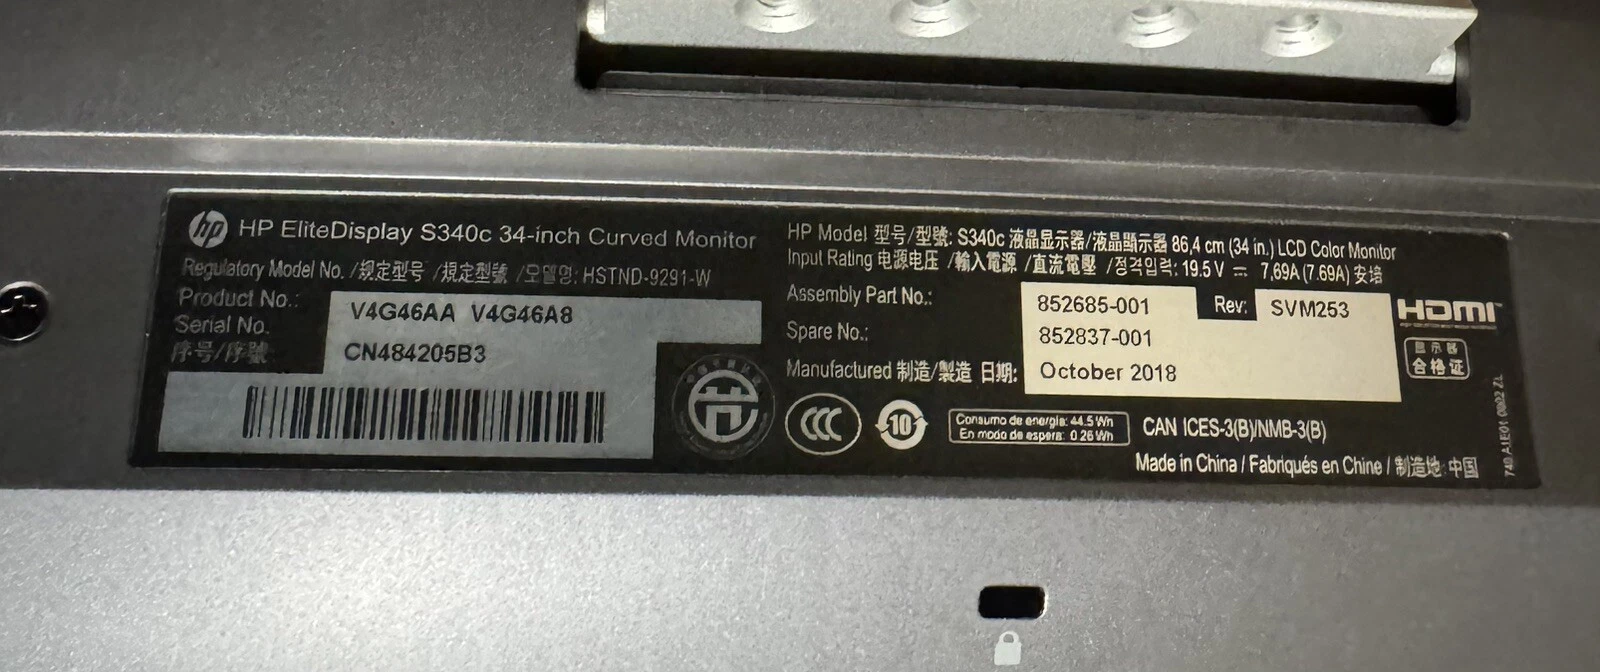 hp HP EliteDisplay S340c 34-inch Curved Monitor
Regulatory Model No. /规定型号 /規定型號 /모델명: HSTND-9291-W
Product No.: V4G46AA V4G46A8
Serial No.
序号/序號 CN484205B3
HP Model 型号/型號: S340c 液晶显示器/液晶顯示器 86,4 cm (34 in.) LCD Color Monitor
Input Rating 电源电压 /輸入電源 /直流電壓 /정격입력: 19.5 V ⎓ 7,69A (7.69A) 安培
Assembly Part No.: 852685-001 Rev: SVM253
Spare No.: 852837-001
Manufactured 制造/製造 日期: October 2018
HDMI
显示器
合格证
CCC
10
Consumo de energía: 44.5 Wh
En modo de espera: 0.26 Wh
CAN ICES-3(B)/NMB-3(B)
Made in China / Fabriqués en Chine / 制造地: 中国